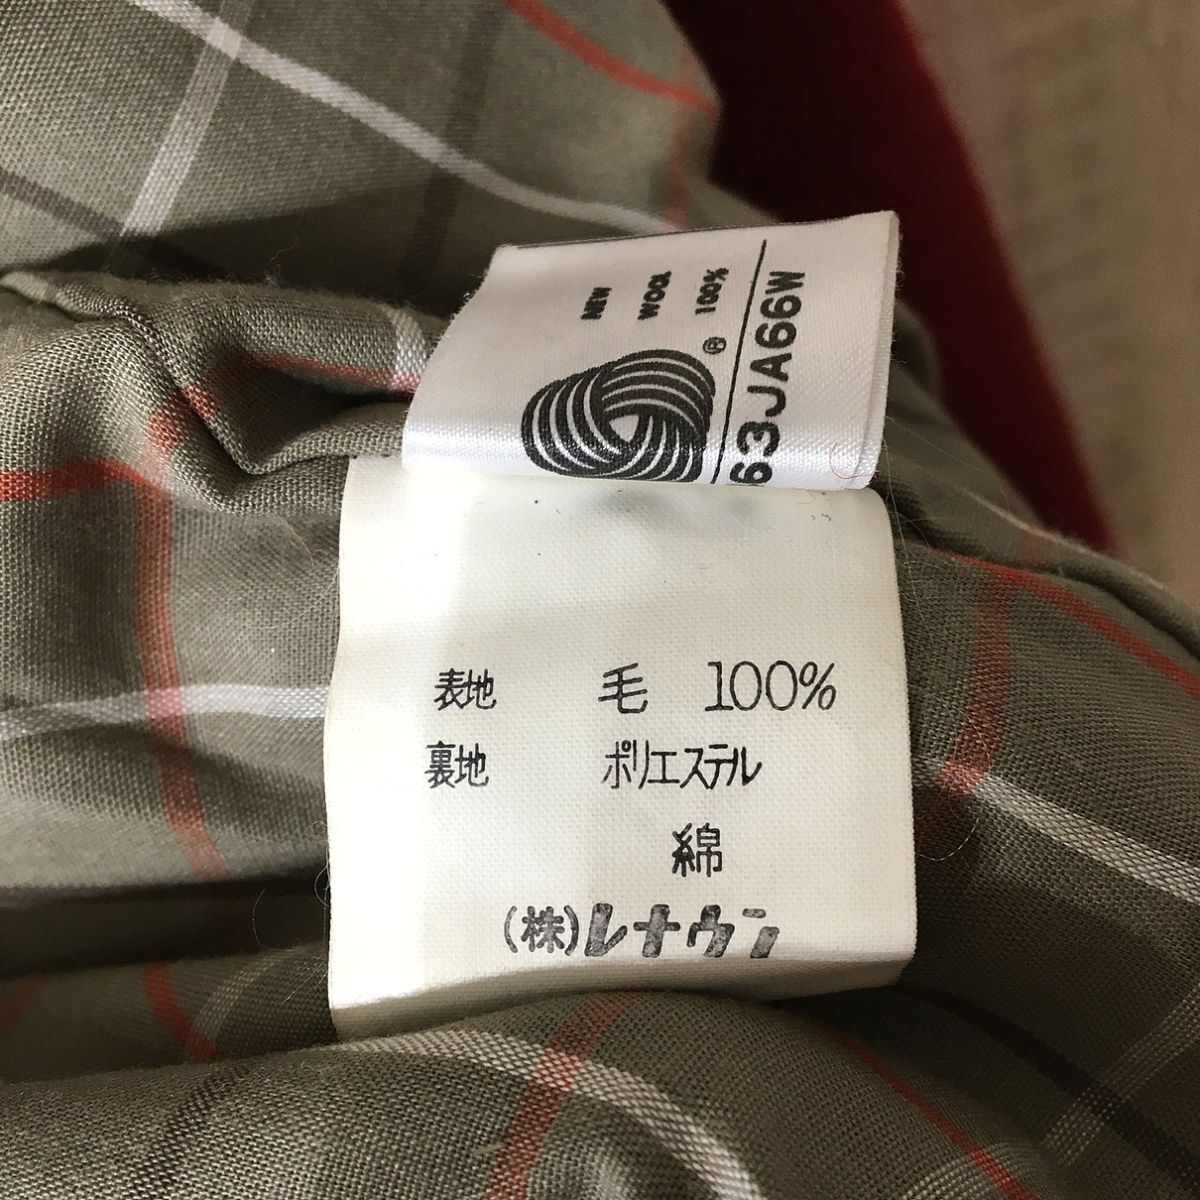 NEW
WOOL
100%
®
63JA66W
表地 毛 100%
裏地 ポリエステル
綿
(株)レナウン